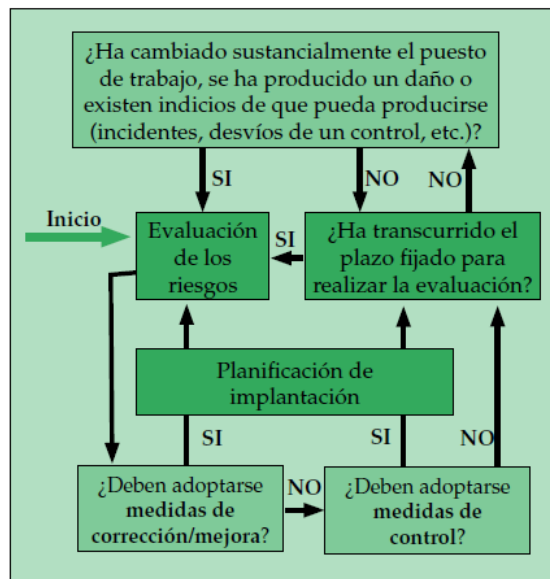 ¿Ha cambiado sustancialmente el puesto
de trabajo, se ha producido un daño o
existen indicios de que pueda producirse
(incidentes, desvíos de un control, etc.)?
SI
NO
NO
Inicio
Evaluación
de los
riesgos
SI
¿Ha transcurrido el
plazo fijado para
realizar la evaluación?
Planificación de
implantación
SI
SI
NO
¿Deben adoptarse
medidas de
corrección/mejora?
NO
¿Deben adoptarse
medidas de
control?